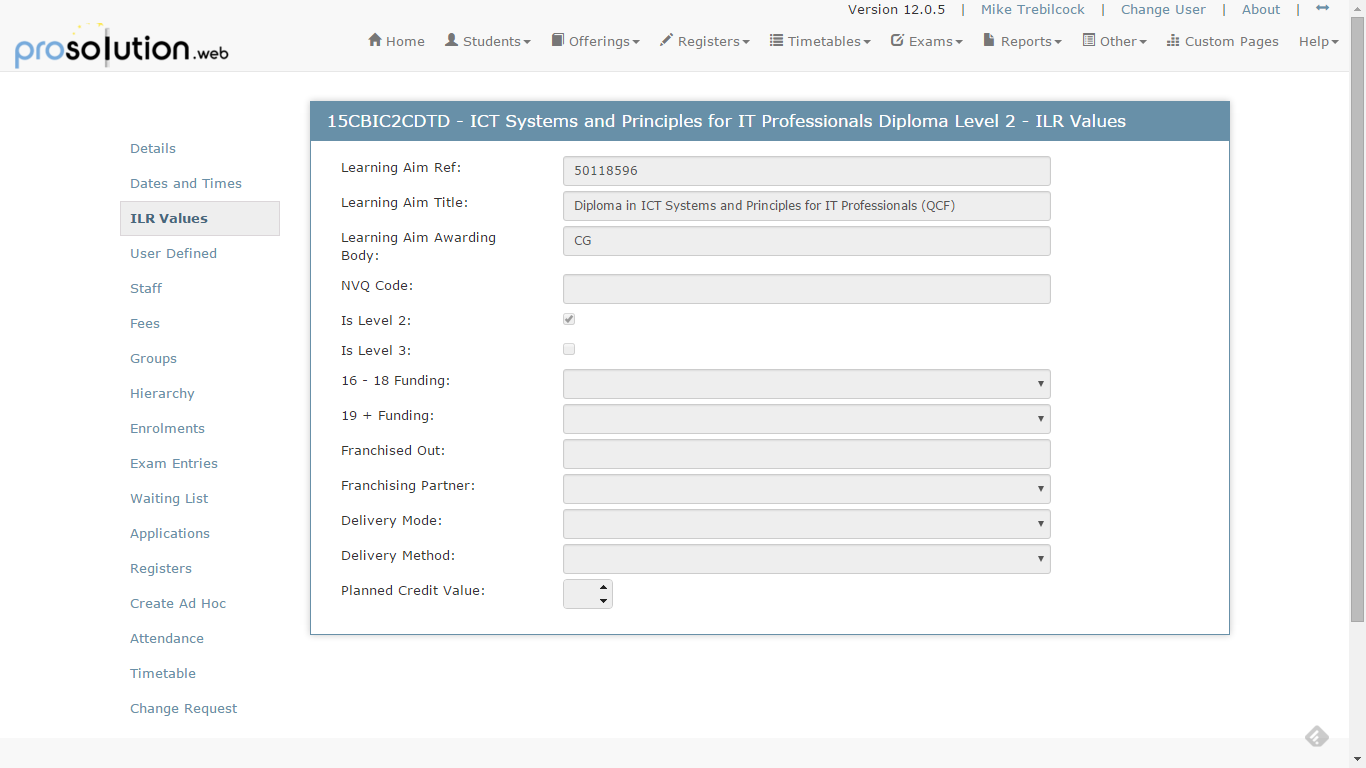 Version 12.0.5 | Mike Trebilcock | Change User | About |
prosolution.web
Home Students Offerings Registers Timetables Exams Reports Other Custom Pages Help
15CBIC2CDTD - ICT Systems and Principles for IT Professionals Diploma Level 2 - ILR Values
Details
Dates and Times
ILR Values
User Defined
Staff
Fees
Groups
Hierarchy
Enrolments
Exam Entries
Waiting List
Applications
Registers
Create Ad Hoc
Attendance
Timetable
Change Request
Learning Aim Ref: 50118596
Learning Aim Title: Diploma in ICT Systems and Principles for IT Professionals (QCF)
Learning Aim Awarding
Body: CG
NVQ Code:
Is Level 2:
Is Level 3:
16 - 18 Funding:
19 + Funding:
Franchised Out:
Franchising Partner:
Delivery Mode:
Delivery Method:
Planned Credit Value: